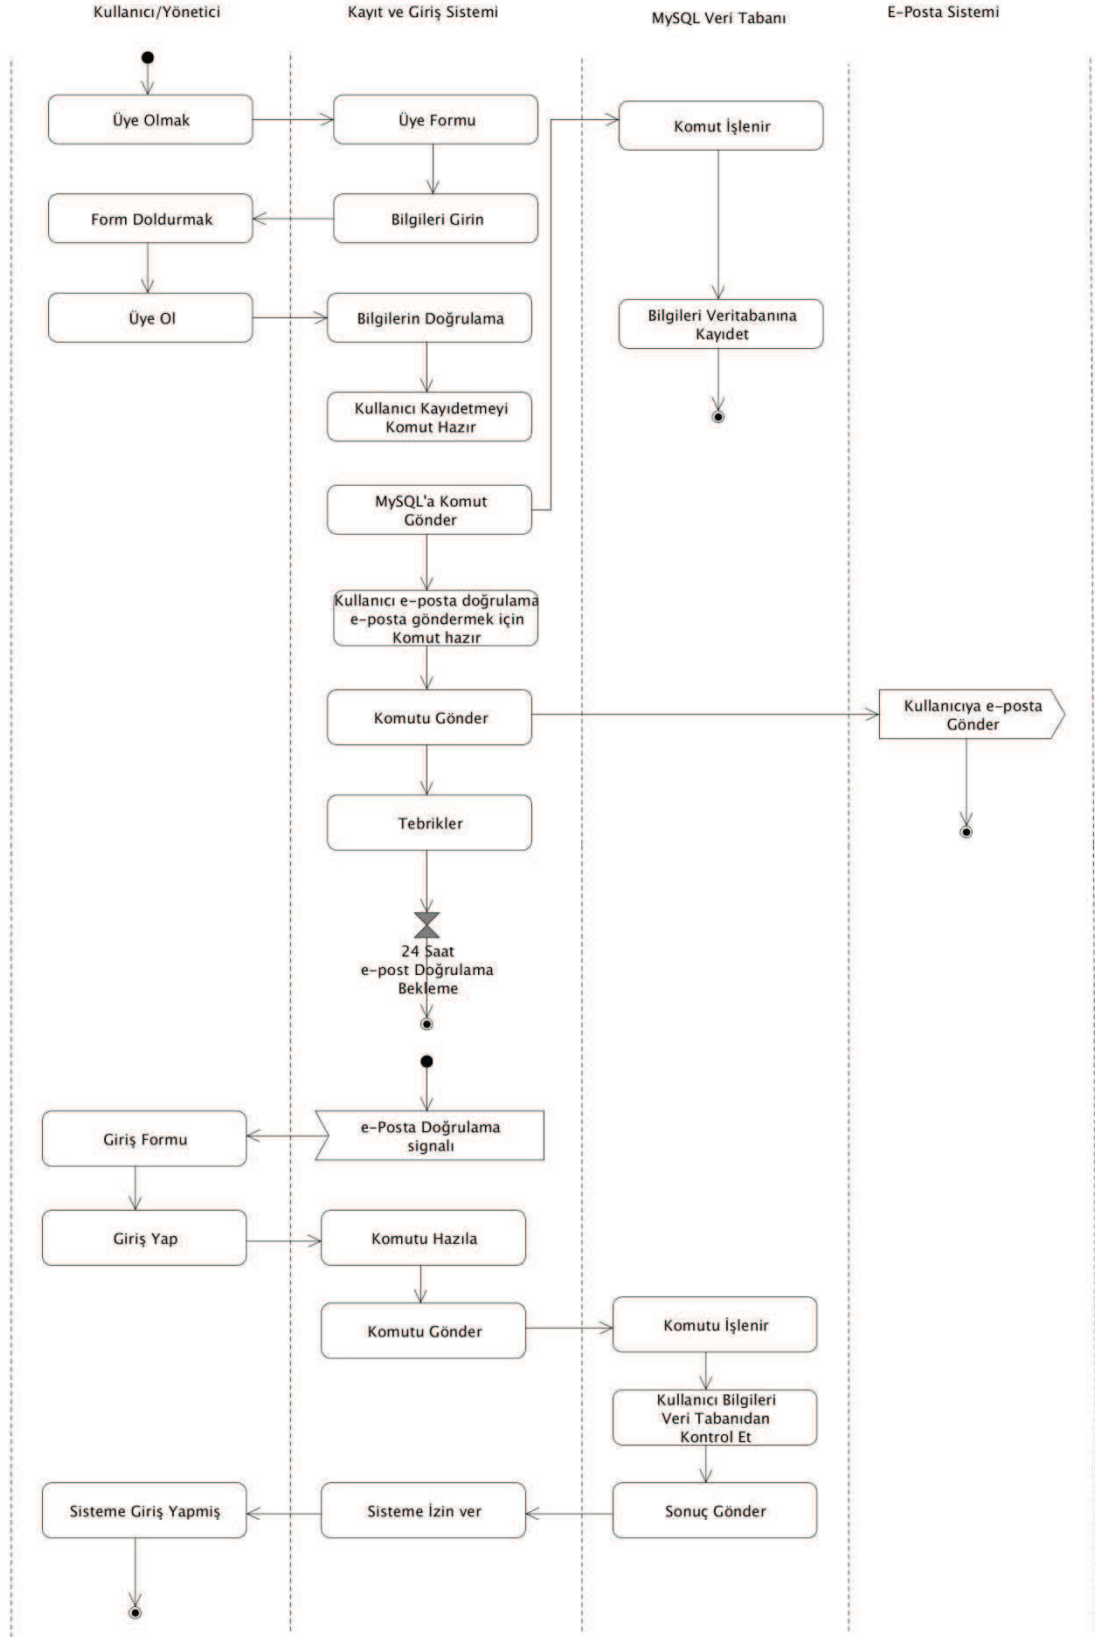 Kullanıcı/Yönetici
Kayıt ve Giriş Sistemi
MySQL Veri Tabanı
E-Posta Sistemi
Üye Olmak
Üye Formu
Komut İşlenir
Form Doldurmak
Bilgileri Girin
Üye Ol
Bilgilerin Doğrulama
Bilgileri Veritabanına
Kayıdet
Kullanıcı Kayıdetmeyi
Komut Hazır
MySQL'a Komut
Gönder
Kullanıcı e-posta doğrulama
e-posta göndermek için
Komut hazır
Komutu Gönder
Kullanıcıya e-posta
Gönder
Tebrikler
24 Saat
e-post Doğrulama
Bekleme
e-Posta Doğrulama
signalı
Giriş Formu
Giriş Yap
Komutu Hazıla
Komutu Gönder
Komutu İşlenir
Kullanıcı Bilgileri
Veri Tabanıdan
Kontrol Et
Sisteme Giriş Yapmiş
Sisteme İzin ver
Sonuç Gönder